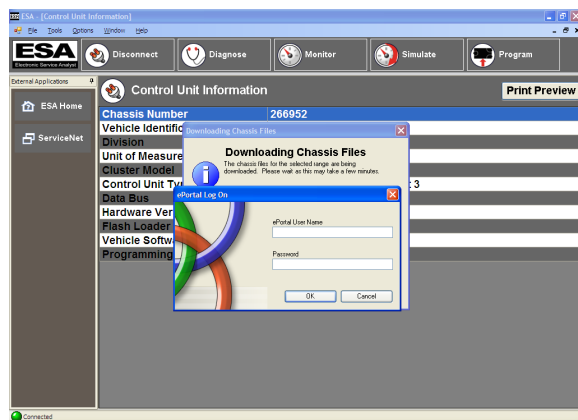 ESA - [Control Unit Information]
File Tools Options Window Help
ESA
Electronic Service Analyst
Disconnect
Diagnose
Monitor
Simulate
Program
External Applications
ESA Home
ServiceNet
Control Unit Information
Print Preview
Chassis Number 266952
Vehicle Identific
Division
Unit of Measure
Cluster Model
Control Unit Ty
t 3
Data Bus
Hardware Ver
Flash Loader
Vehicle Softw
Programming
Downloading Chassis Files
Downloading Chassis Files
The chassis files for the selected range are being
downloaded. Please wait as this may take a few minutes.
ePortal Log On
ePortal User Name
Password
OK
Cancel
Connected